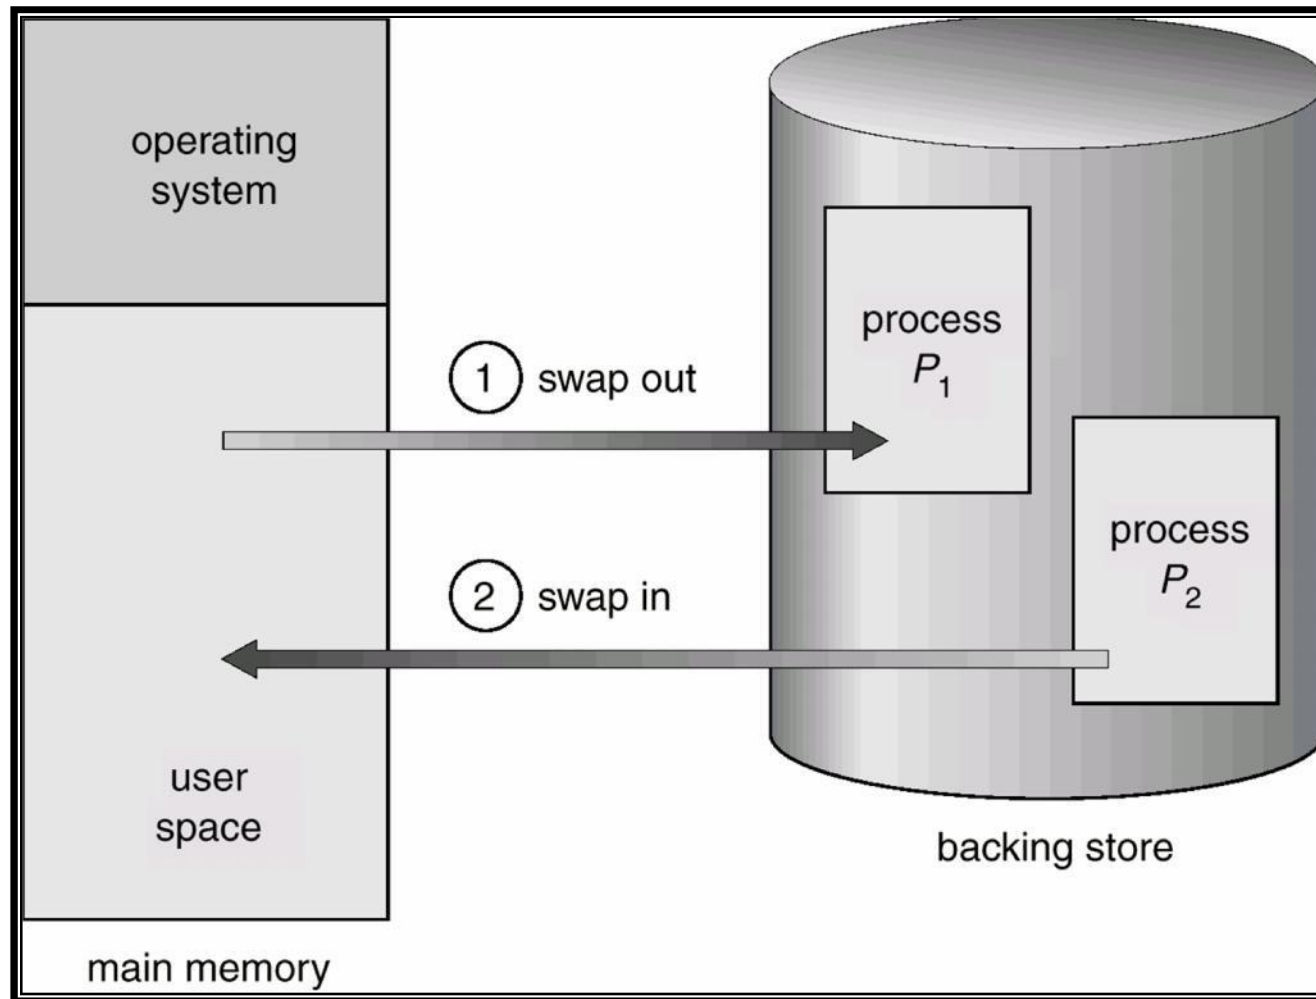 operating
system
process
P1
1 swap out
process
P2
2 swap in
user
space
backing store
main memory